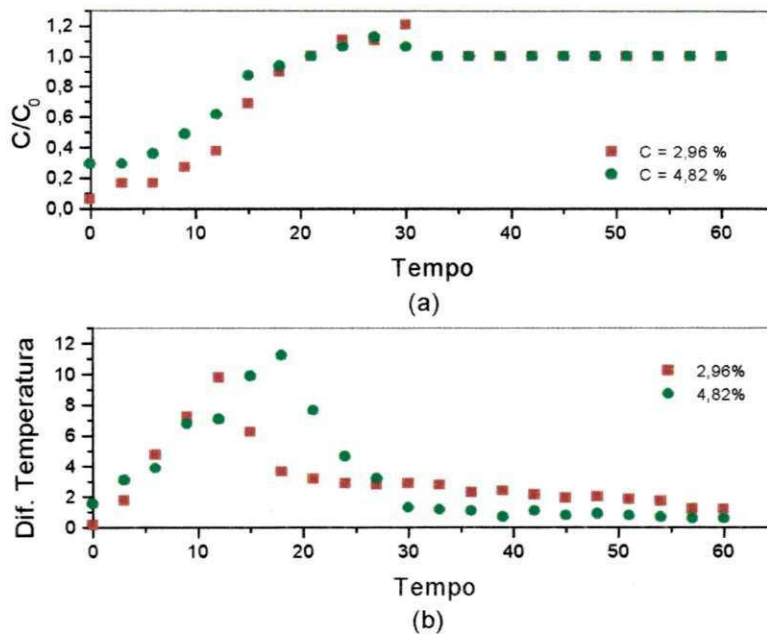 1,2
1,0
0,8
0,6
0,4
0,2
0,0
C/C0
C = 2,96 %
C = 4,82 %
0 10 20 30 40 50 60
Tempo
(a)
12
10
8
6
4
2
0
Dif. Temperatura
2,96%
4,82%
0 10 20 30 40 50 60
Tempo
(b)